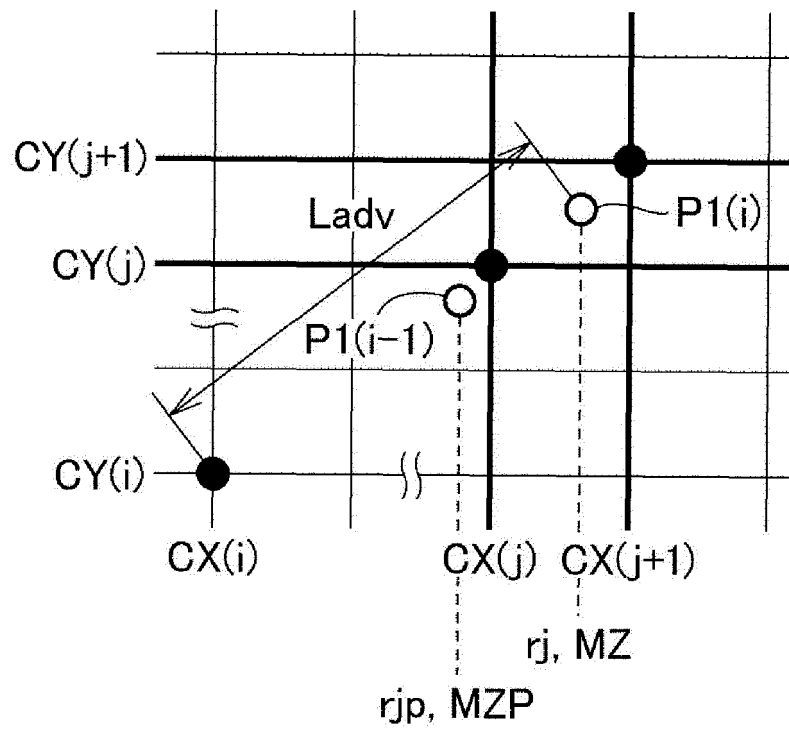 CY(j+1)
Ladv
P1(i)
CY(j)
P1(i-1)
CY(i)
CX(i)
CX(j)
CX(j+1)
rj, MZ
rjp, MZP